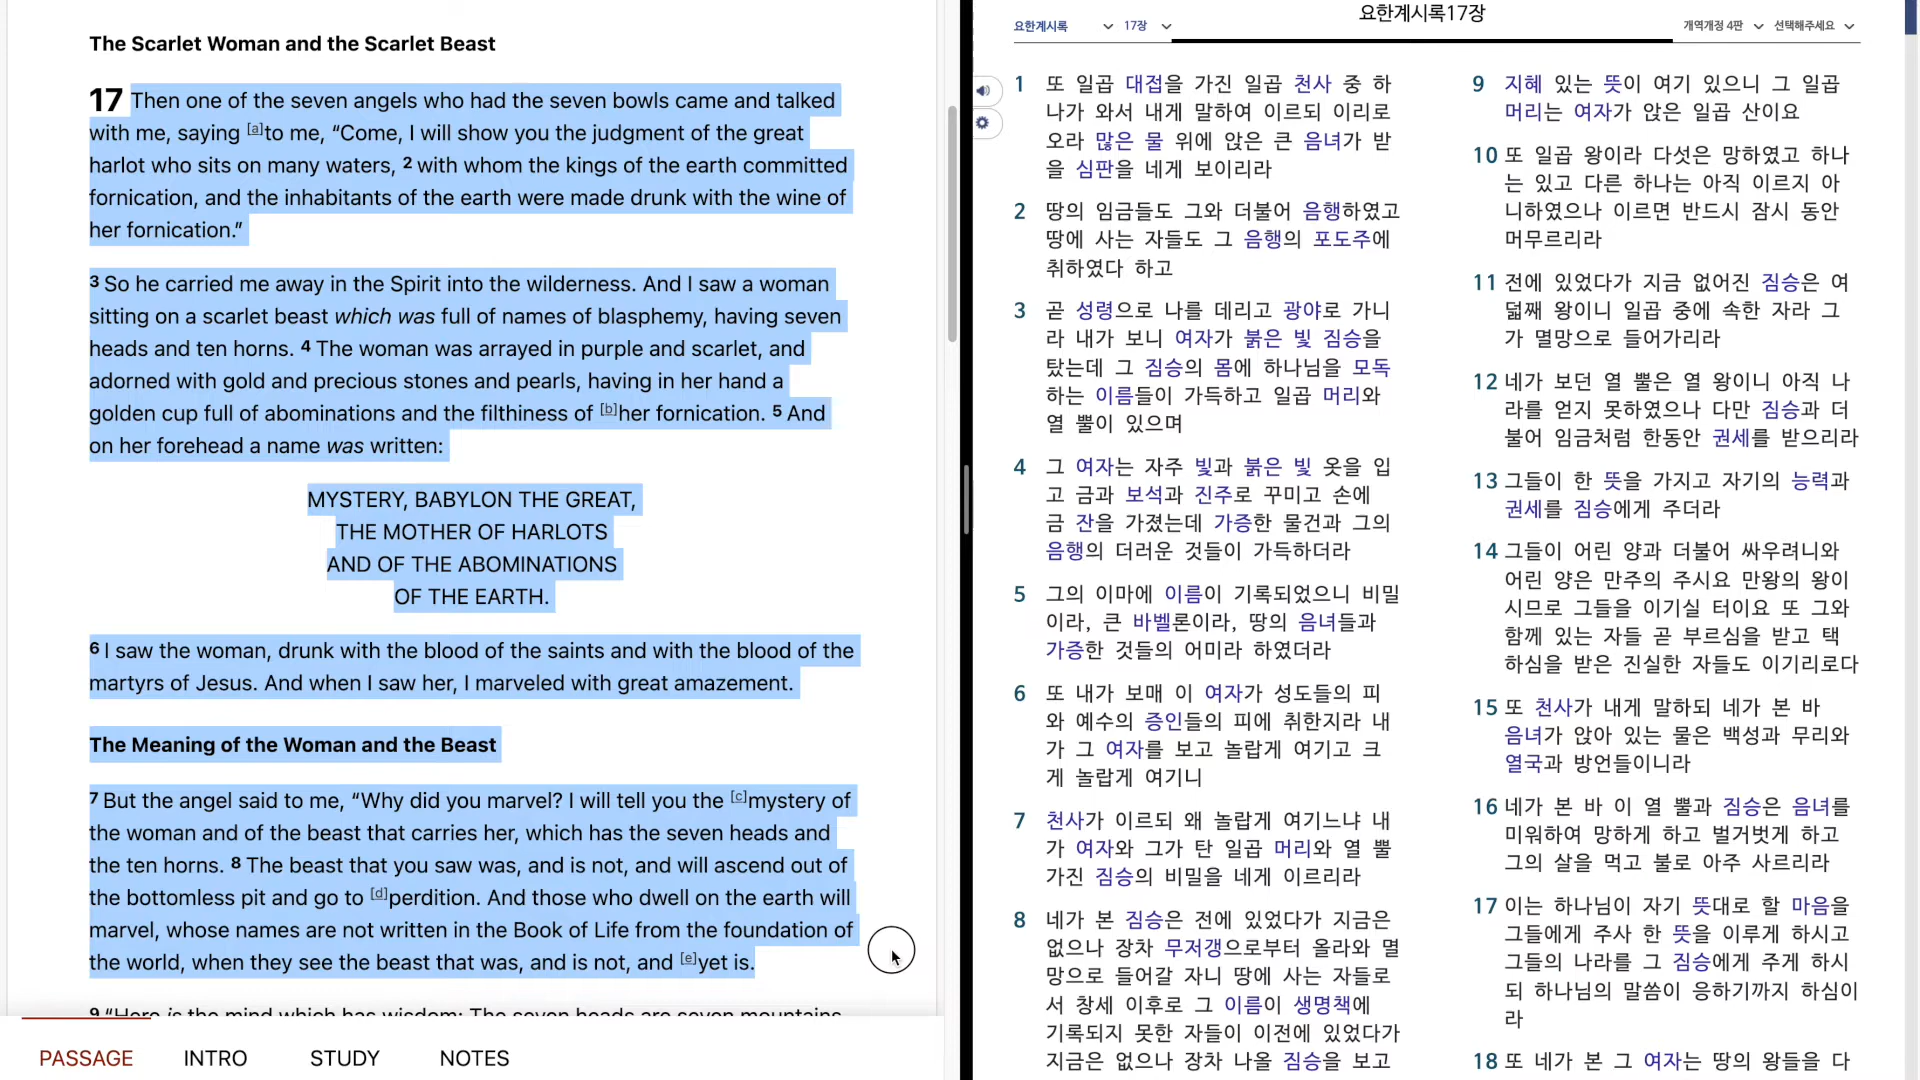 The Scarlet Woman and the Scarlet Beast
17 Then one of the seven angels who had the seven bowls came and talked
with me, saying [a]to me, “Come, I will show you the judgment of the great
harlot who sits on many waters, 2 with whom the kings of the earth committed
fornication, and the inhabitants of the earth were made drunk with the wine of
her fornication.”
3 So he carried me away in the Spirit into the wilderness. And I saw a woman
sitting on a scarlet beast which was full of names of blasphemy, having seven
heads and ten horns. 4 The woman was arrayed in purple and scarlet, and
adorned with gold and precious stones and pearls, having in her hand a
golden cup full of abominations and the filthiness of [b]her fornication. 5 And
on her forehead a name was written:
MYSTERY, BABYLON THE GREAT,
THE MOTHER OF HARLOTS
AND OF THE ABOMINATIONS
OF THE EARTH.
6 I saw the woman, drunk with the blood of the saints and with the blood of the
martyrs of Jesus. And when I saw her, I marveled with great amazement.
The Meaning of the Woman and the Beast
7 But the angel said to me, “Why did you marvel? I will tell you the [c]mystery of
the woman and of the beast that carries her, which has the seven heads and
the ten horns. 8 The beast that you saw was, and is not, and will ascend out of
the bottomless pit and go to [d]perdition. And those who dwell on the earth will
marvel, whose names are not written in the Book of Life from the foundation of
the world, when they see the beast that was, and is not, and [e]yet is.
9 “Here is the mind which has wisdom: The seven heads are seven mountains
PASSAGE INTRO STUDY NOTES
요한계시록 17장
요한계시록17장
개역개정 4판 선택해주세요
1 또 일곱 대접을 가진 일곱 천사 중 하
나가 와서 내게 말하여 이르되 이리로
오라 많은 물 위에 앉은 큰 음녀가 받
을 심판을 네게 보이리라
2 땅의 임금들도 그와 더불어 음행하였고
땅에 사는 자들도 그 음행의 포도주에
취하였다 하고
3 곧 성령으로 나를 데리고 광야로 가니
라 내가 보니 여자가 붉은 빛 짐승을
탔는데 그 짐승의 몸에 하나님을 모독
하는 이름들이 가득하고 일곱 머리와
열 뿔이 있으며
4 그 여자는 자주 빛과 붉은 빛 옷을 입
고 금과 보석과 진주로 꾸미고 손에
금 잔을 가졌는데 가증한 물건과 그의
음행의 더러운 것들이 가득하더라
5 그의 이마에 이름이 기록되었으니 비밀
이라, 큰 바벨론이라, 땅의 음녀들과
가증한 것들의 어미라 하였더라
6 또 내가 보매 이 여자가 성도들의 피
와 예수의 증인들의 피에 취한지라 내
가 그 여자를 보고 놀랍게 여기고 크
게 놀랍게 여기니
7 천사가 이르되 왜 놀랍게 여기느냐 내
가 여자와 그가 탄 일곱 머리와 열 뿔
가진 짐승의 비밀을 네게 이르리라
8 네가 본 짐승은 전에 있었다가 지금은
없으나 장차 무저갱으로부터 올라와 멸
망으로 들어갈 자니 땅에 사는 자들로
서 창세 이후로 그 이름이 생명책에
기록되지 못한 자들이 이전에 있었다가
지금은 없으나 장차 나올 짐승을 보고
9 지혜 있는 뜻이 여기 있으니 그 일곱
머리는 여자가 앉은 일곱 산이요
10 또 일곱 왕이라 다섯은 망하였고 하나
는 있고 다른 하나는 아직 이르지 아
니하였으나 이르면 반드시 잠시 동안
머무르리라
11 전에 있었다가 지금 없어진 짐승은 여
덟째 왕이니 일곱 중에 속한 자라 그
가 멸망으로 들어가리라
12 네가 보던 열 뿔은 열 왕이니 아직 나
라를 얻지 못하였으나 다만 짐승과 더
불어 임금처럼 한동안 권세를 받으리라
13 그들이 한 뜻을 가지고 자기의 능력과
권세를 짐승에게 주더라
14 그들이 어린 양과 더불어 싸우려니와
어린 양은 만주의 주시요 만왕의 왕이
시므로 그들을 이기실 터이요 또 그와
함께 있는 자들 곧 부르심을 받고 택
하심을 받은 진실한 자들도 이기리로다
15 또 천사가 내게 말하되 네가 본 바
음녀가 앉아 있는 물은 백성과 무리와
열국과 방언들이니라
16 네가 본 바 이 열 뿔과 짐승은 음녀를
미워하여 망하게 하고 벌거벗게 하고
그의 살을 먹고 불로 아주 사르리라
17 이는 하나님이 자기 뜻대로 할 마음을
그들에게 주사 한 뜻을 이루게 하시고
그들의 나라를 그 짐승에게 주게 하시
되 하나님의 말씀이 응하기까지 하심이
라
18 또 네가 본 그 여자는 땅의 왕들을 다